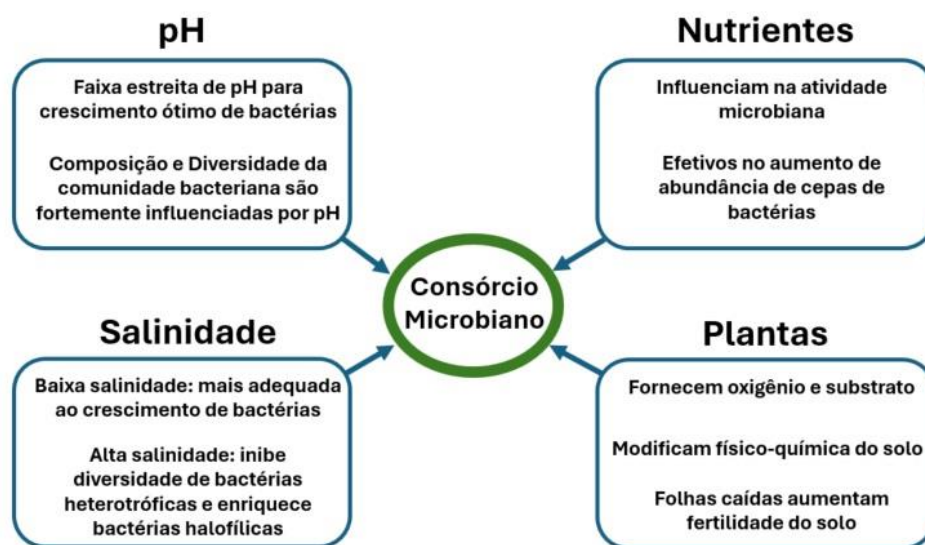 pH
Faixa estreita de pH para
crescimento ótimo de bactérias
Composição e Diversidade da
comunidade bacteriana são
fortemente influenciadas por pH
Nutrientes
Influenciam na atividade
microbiana
Efetivos no aumento de
abundância de cepas de
bactérias
Consórcio
Microbiano
Salinidade
Baixa salinidade: mais adequada
ao crescimento de bactérias
Alta salinidade: inibe
diversidade de bactérias
heterotróficas e enriquece
bactérias halofílicas
Plantas
Fornecem oxigênio e substrato
Modificam físico-química do solo
Folhas caídas aumentam
fertilidade do solo